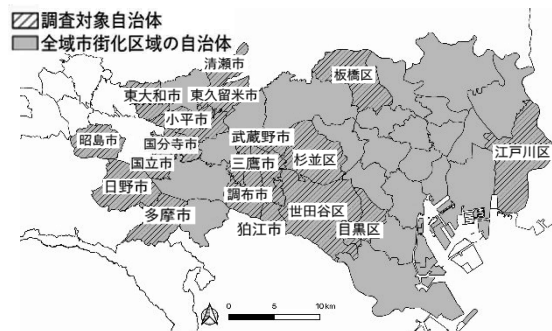 調査対象自治体
全域市街化区域の自治体
清瀬市
板橋区
東大和市
東久留米市
小平市
武蔵野市
昭島市
国分寺市
江戸川区
国立市
三鷹市
杉並区
日野市
調布市
多摩市
世田谷区
狛江市
目黒区
0 5 10km